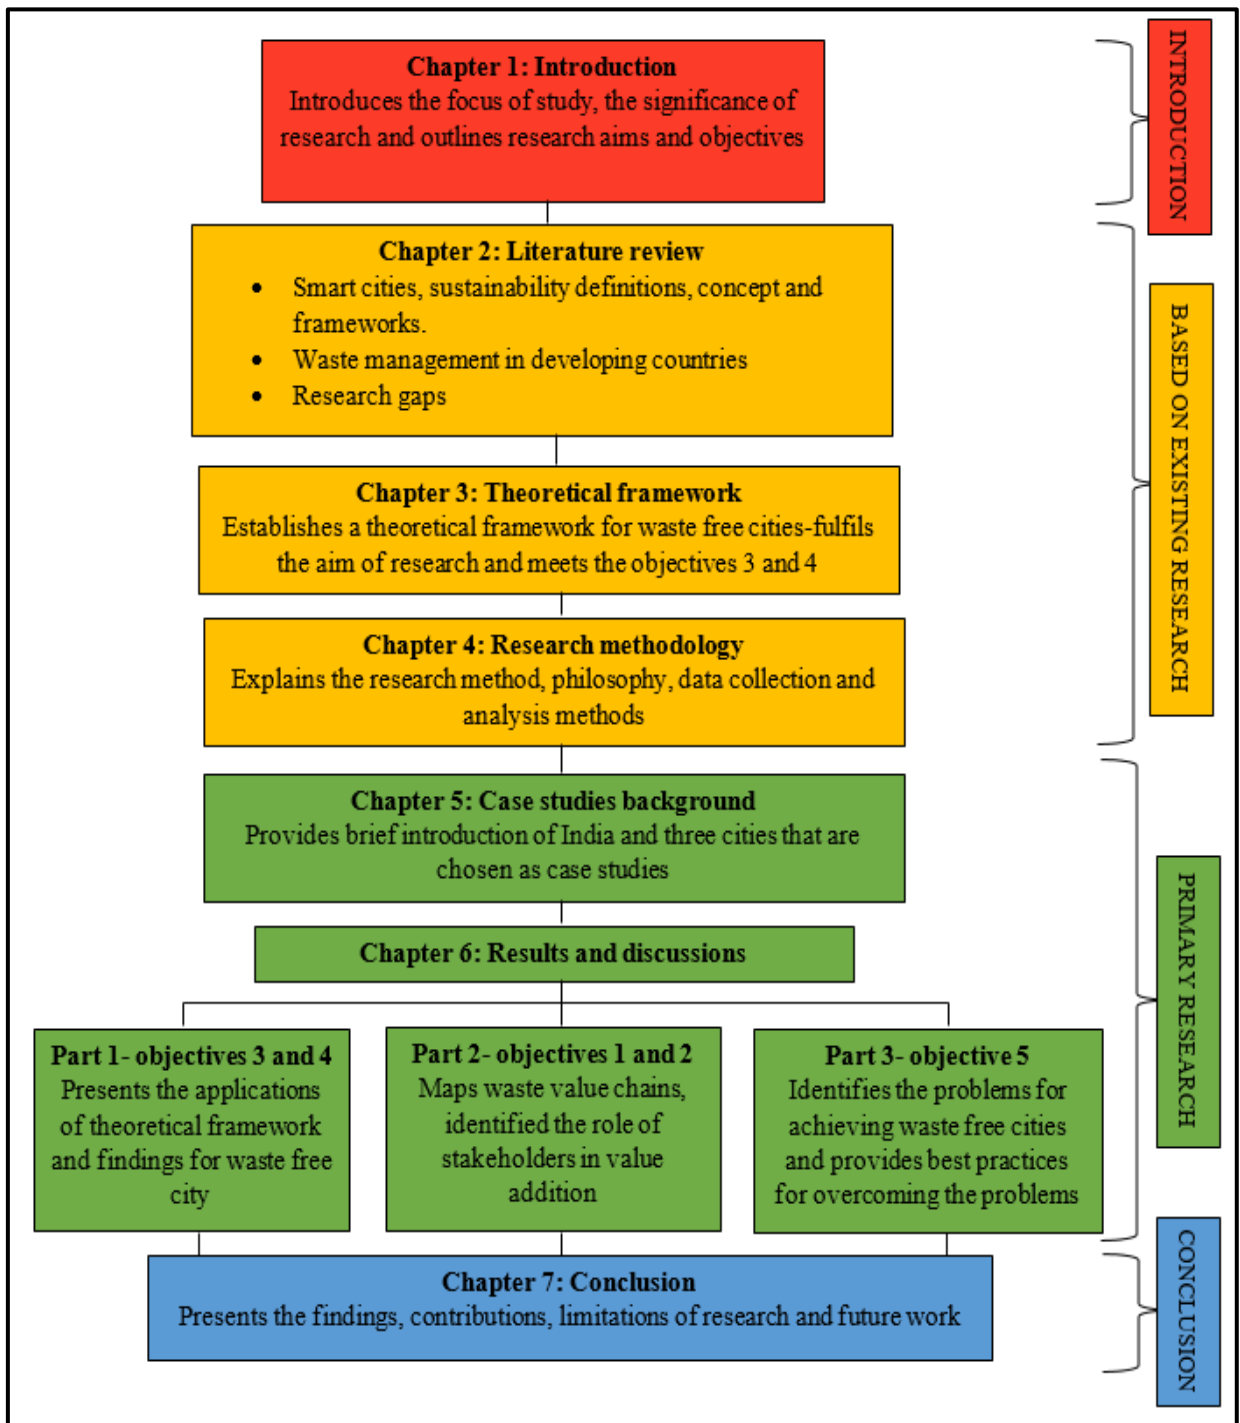 Chapter 1: Introduction
Introduces the focus of study, the significance of
research and outlines research aims and objectives
INTRODUCTION
Chapter 2: Literature review
• Smart cities, sustainability definitions, concept and
frameworks.
• Waste management in developing countries
• Research gaps
Chapter 3: Theoretical framework
Establishes a theoretical framework for waste free cities-fulfils
the aim of research and meets the objectives 3 and 4
Chapter 4: Research methodology
Explains the research method, philosophy, data collection and
analysis methods
BASED ON EXISTING RESEARCH
Chapter 5: Case studies background
Provides brief introduction of India and three cities that are
chosen as case studies
Chapter 6: Results and discussions
Part 1- objectives 3 and 4
Presents the applications
of theoretical framework
and findings for waste free
city
Part 2- objectives 1 and 2
Maps waste value chains,
identified the role of
stakeholders in value
addition
Part 3- objective 5
Identifies the problems for
achieving waste free cities
and provides best practices
for overcoming the problems
PRIMARY RESEARCH
Chapter 7: Conclusion
Presents the findings, contributions, limitations of research and future work
CONCLUSION